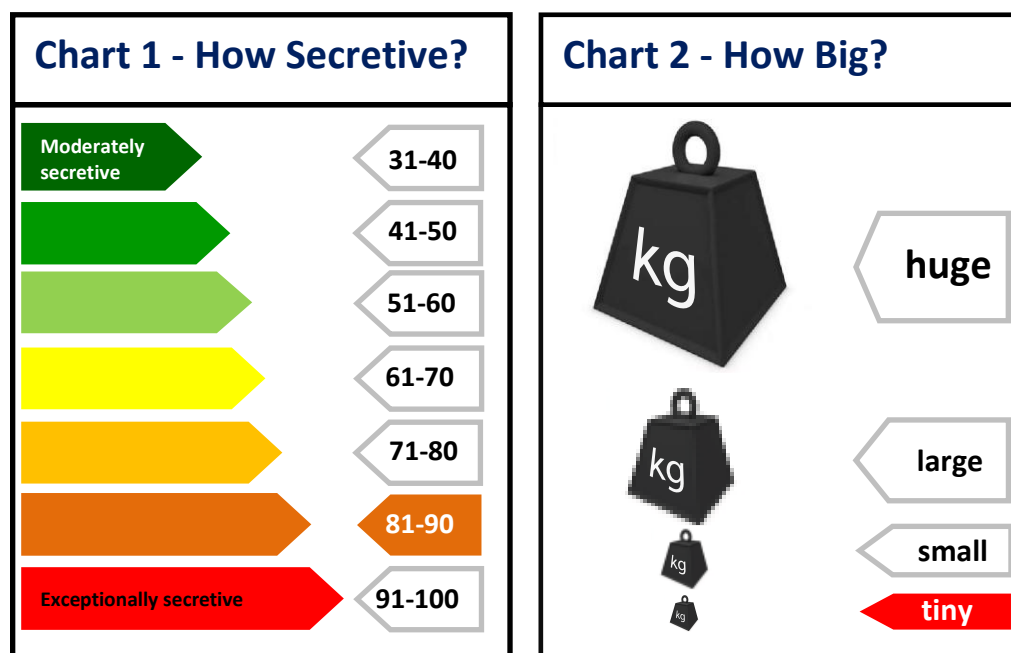 Chart 1 - How Secretive?
Moderately
secretive
31-40
41-50
51-60
61-70
71-80
81-90
Exceptionally secretive
91-100
Chart 2 - How Big?
kg
huge
kg
large
kg
small
kg
tiny